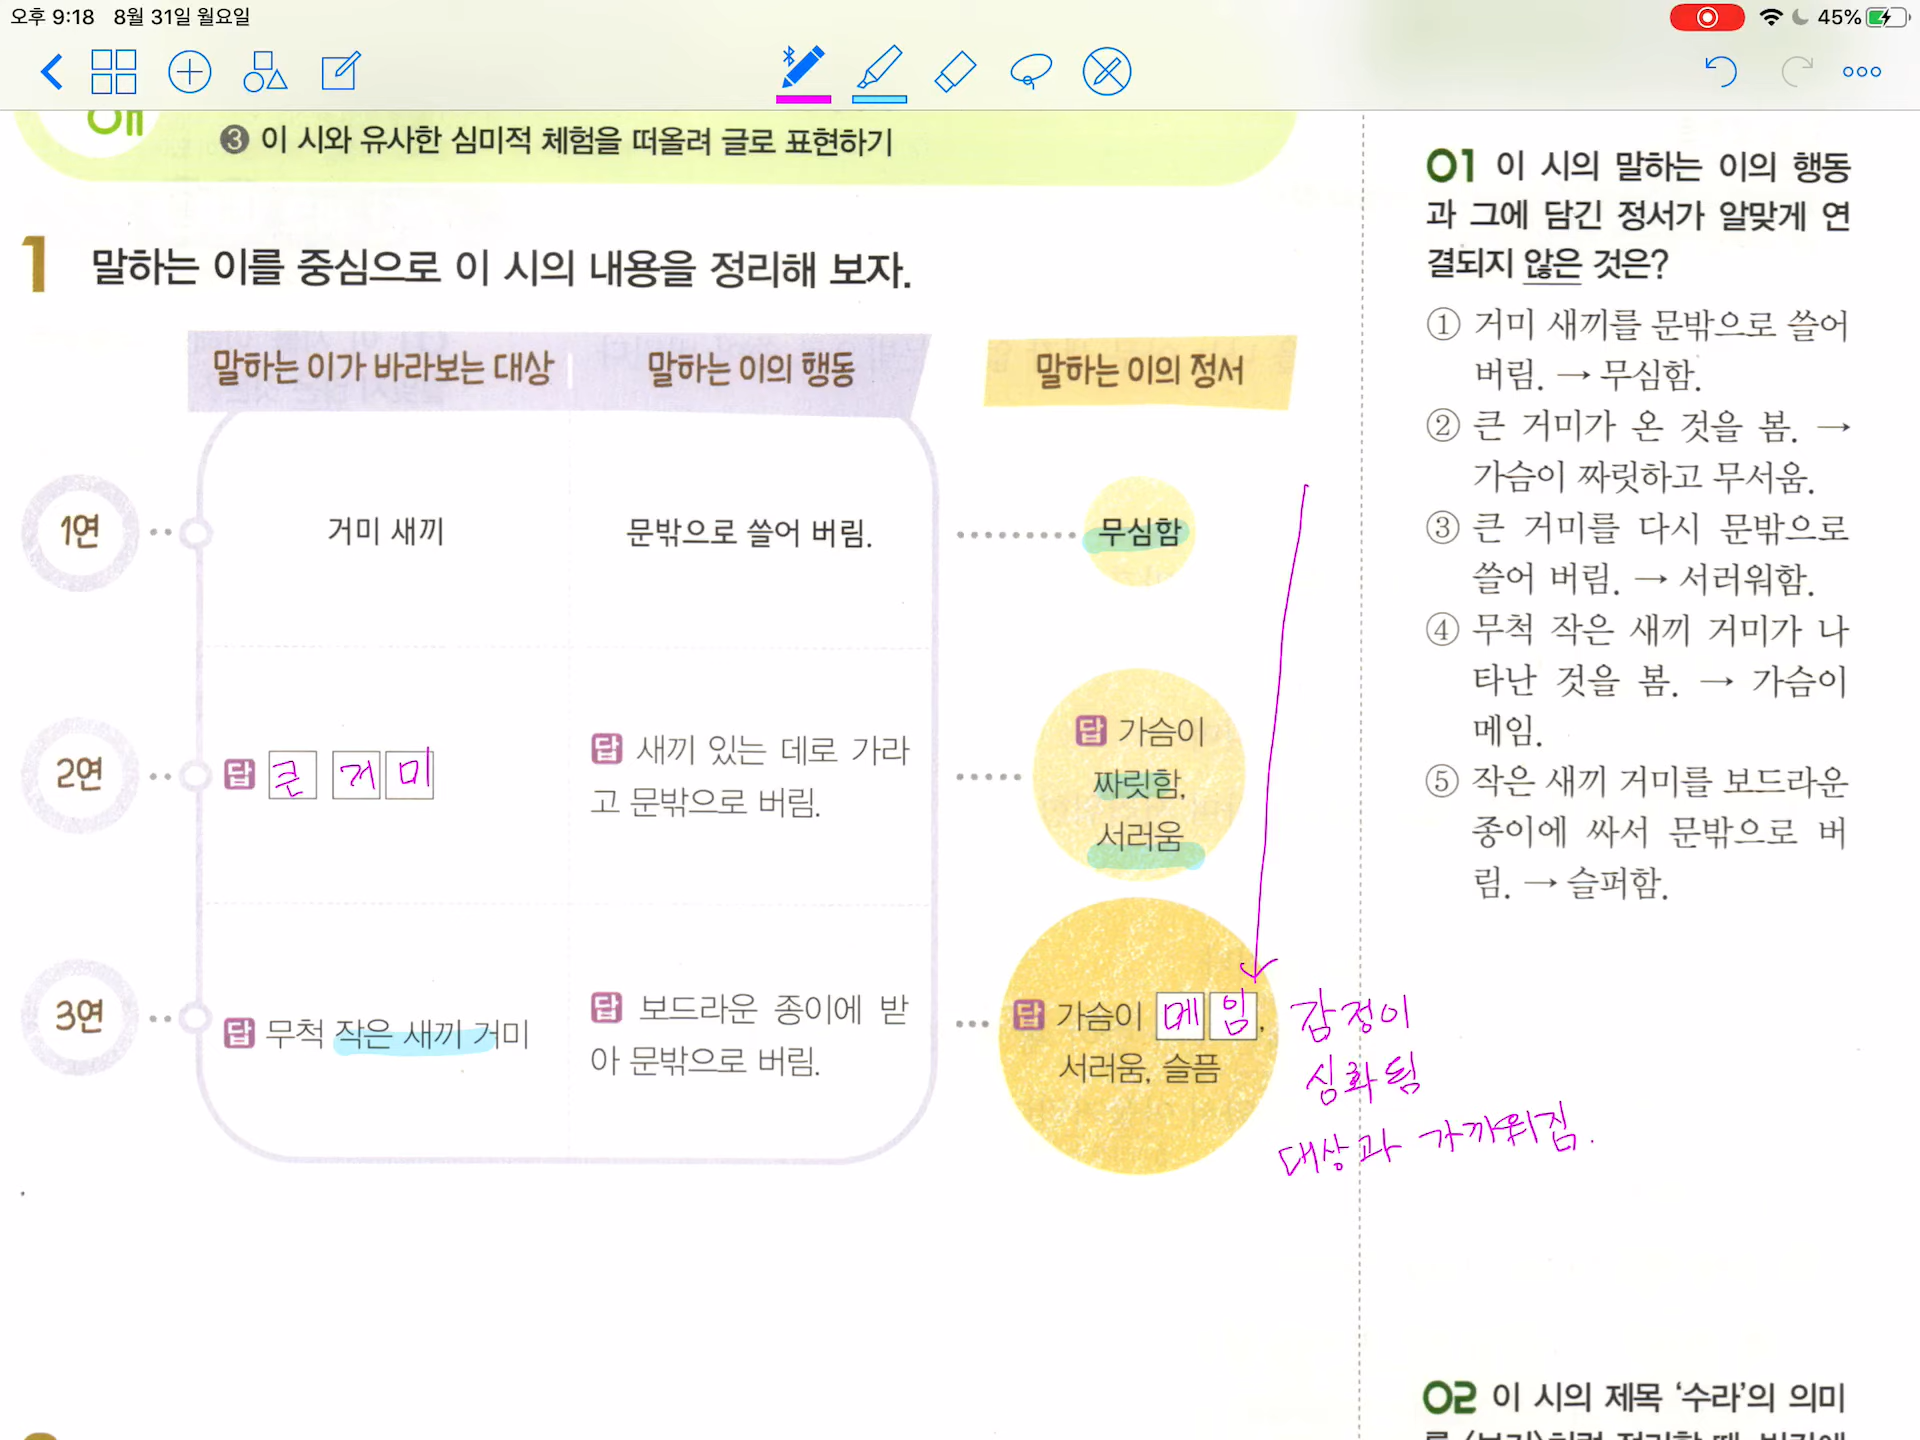 오후 9:18 8월 31일 월요일
45%
해
❸ 이 시와 유사한 심미적 체험을 떠올려 글로 표현하기
1 말하는 이를 중심으로 이 시의 내용을 정리해 보자.
말하는 이가 바라보는 대상
말하는 이의 행동
말하는 이의 정서
1연
거미 새끼
문밖으로 쓸어 버림.
무심함
2연
답 큰 거미
답 새끼 있는 데로 가라
고 문밖으로 버림.
답 가슴이
짜릿함,
서러움
3연
답 무척 작은 새끼 거미
답 보드라운 종이에 받
아 문밖으로 버림.
답 가슴이 메임,
서러움, 슬픔
감정이
심화됨
대상과 가까워짐.
01 이 시의 말하는 이의 행동
과 그에 담긴 정서가 알맞게 연
결되지 않은 것은?
① 거미 새끼를 문밖으로 쓸어
버림. → 무심함.
② 큰 거미가 온 것을 봄. →
가슴이 짜릿하고 무서움.
③ 큰 거미를 다시 문밖으로
쓸어 버림. → 서러워함.
④ 무척 작은 새끼 거미가 나
타난 것을 봄. → 가슴이
메임.
⑤ 작은 새끼 거미를 보드라운
종이에 싸서 문밖으로 버
림. → 슬퍼함.
02 이 시의 제목 ‘수라’의 의미